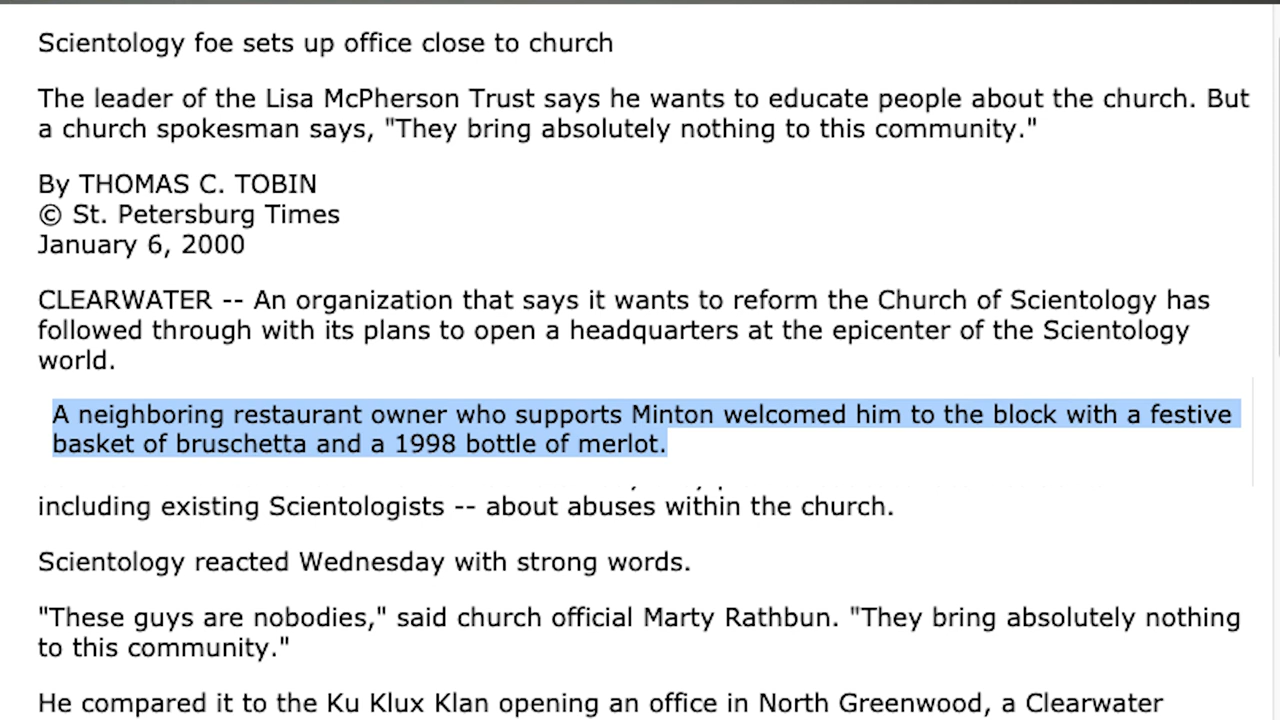 Scientology foe sets up office close to church
The leader of the Lisa McPherson Trust says he wants to educate people about the church. But
a church spokesman says, "They bring absolutely nothing to this community."
By THOMAS C. TOBIN
© St. Petersburg Times
January 6, 2000
CLEARWATER -- An organization that says it wants to reform the Church of Scientology has
followed through with its plans to open a headquarters at the epicenter of the Scientology
world.
A neighboring restaurant owner who supports Minton welcomed him to the block with a festive
basket of bruschetta and a 1998 bottle of merlot.
including existing Scientologists -- about abuses within the church.
Scientology reacted Wednesday with strong words.
"These guys are nobodies," said church official Marty Rathbun. "They bring absolutely nothing
to this community."
He compared it to the Ku Klux Klan opening an office in North Greenwood, a Clearwater